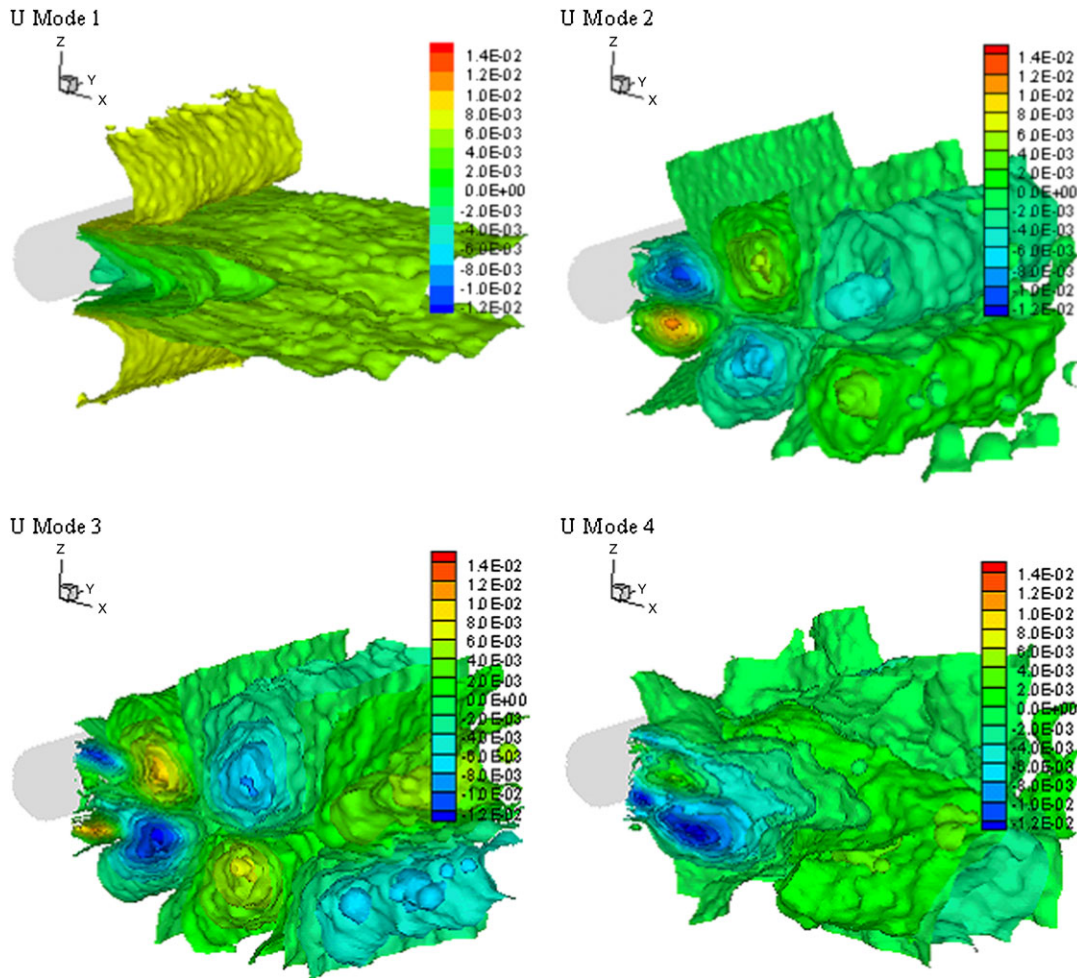 U Mode 1
Z
Y
X
1.4E-02
1.2E-02
1.0E-02
8.0E-03
6.0E-03
4.0E-03
2.0E-03
0.0E+00
-2.0E-03
-4.0E-03
-6.0E-03
-8.0E-03
-1.0E-02
-1.2E-02
U Mode 2
Z
Y
X
1.4E-02
1.2E-02
1.0E-02
8.0E-03
6.0E-03
4.0E-03
2.0E-03
0.0E+00
-2.0E-03
-4.0E-03
-6.0E-03
-8.0E-03
-1.0E-02
-1.2E-02
U Mode 3
Z
Y
X
1.4E-02
1.2E-02
1.0E-02
8.0E-03
6.0E-03
4.0E-03
2.0E-03
0.0E+00
-2.0E-03
-4.0E-03
-6.0E-03
-8.0E-03
-1.0E-02
-1.2E-02
U Mode 4
Z
Y
X
1.4E-02
1.2E-02
1.0E-02
8.0E-03
6.0E-03
4.0E-03
2.0E-03
0.0E+00
-2.0E-03
-4.0E-03
-6.0E-03
-8.0E-03
-1.0E-02
-1.2E-02